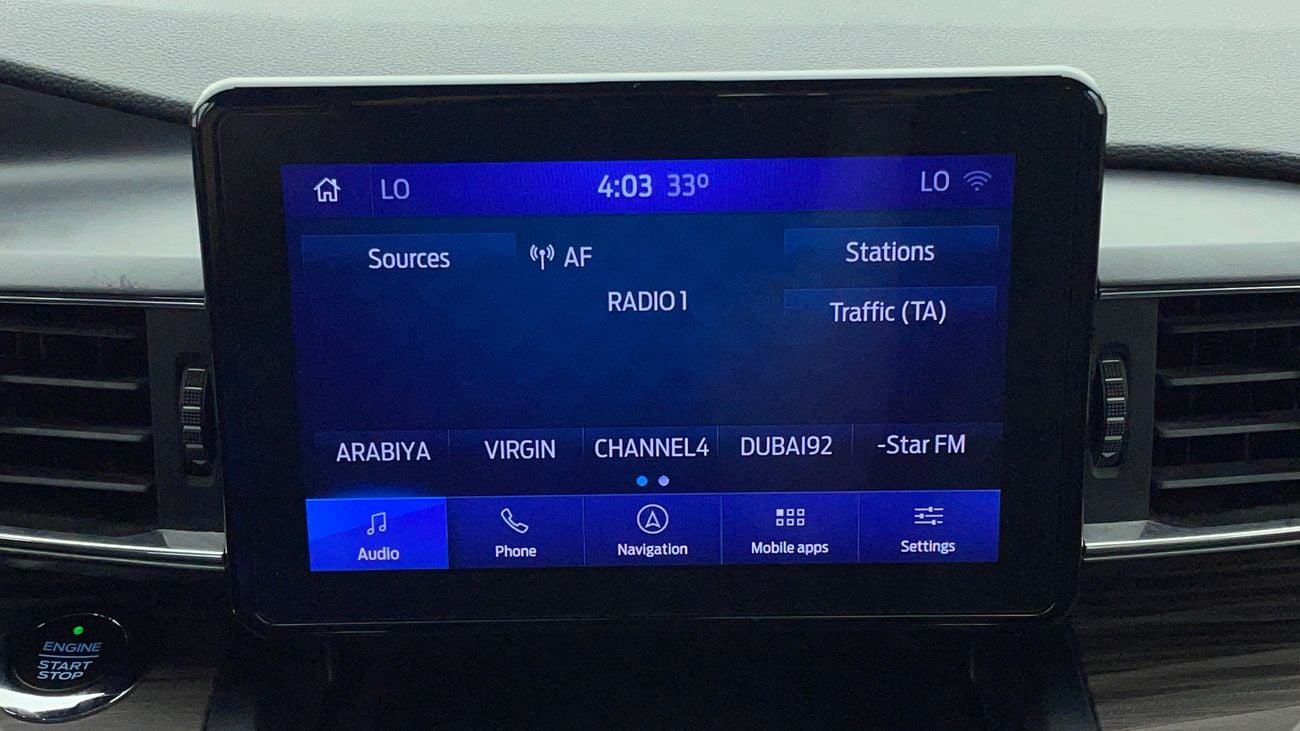 LO 4:03 33º LO
Sources AF Stations
RADIO 1
Traffic (TA)
ARABIYA VIRGIN CHANNEL4 DUBAI92 -Star FM
Audio Phone Navigation Mobile apps Settings
ENGINE
START
STOP